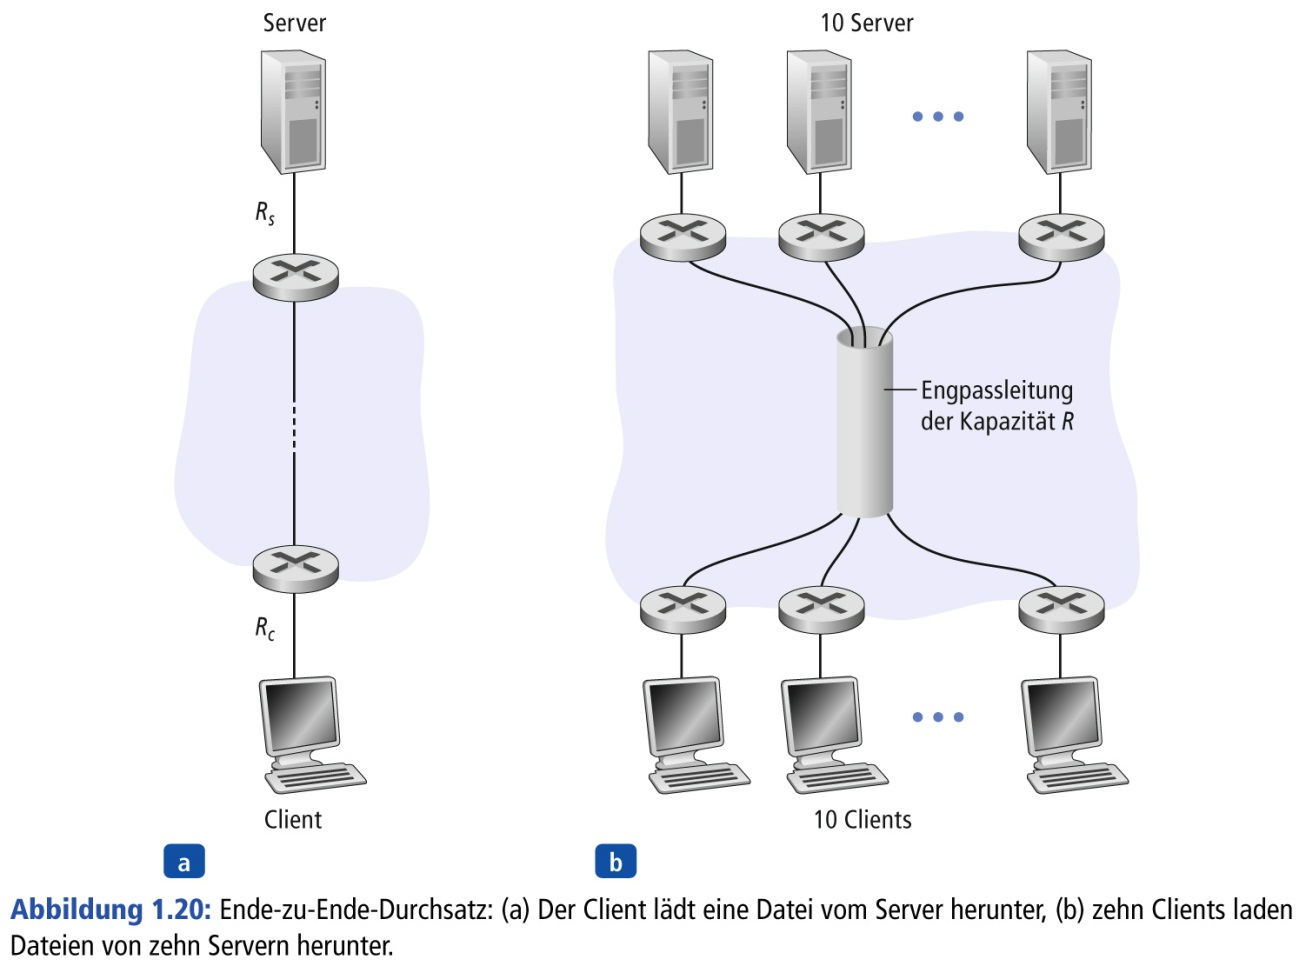 Server
10 Server
Rs
Engpassleitung
der Kapazität R
Rc
Client
10 Clients
a
b
Abbildung 1.20: Ende-zu-Ende-Durchsatz: (a) Der Client lädt eine Datei vom Server herunter, (b) zehn Clients laden
Dateien von zehn Servern herunter.